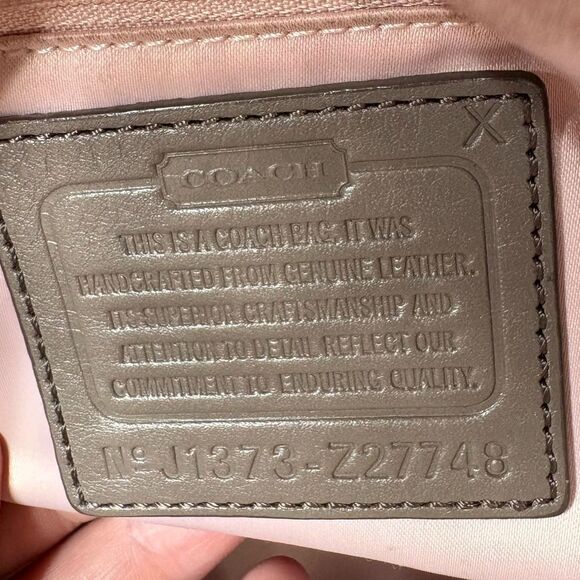 X
COACH
THIS IS A COACH BAG. IT WAS
HANDCRAFTED FROM GENUINE LEATHER.
ITS SUPERIOR CRAFTSMANSHIP AND
ATTENTION TO DETAIL REFLECT OUR
COMMITMENT TO ENDURING QUALITY.
Nº J1373-Z27748